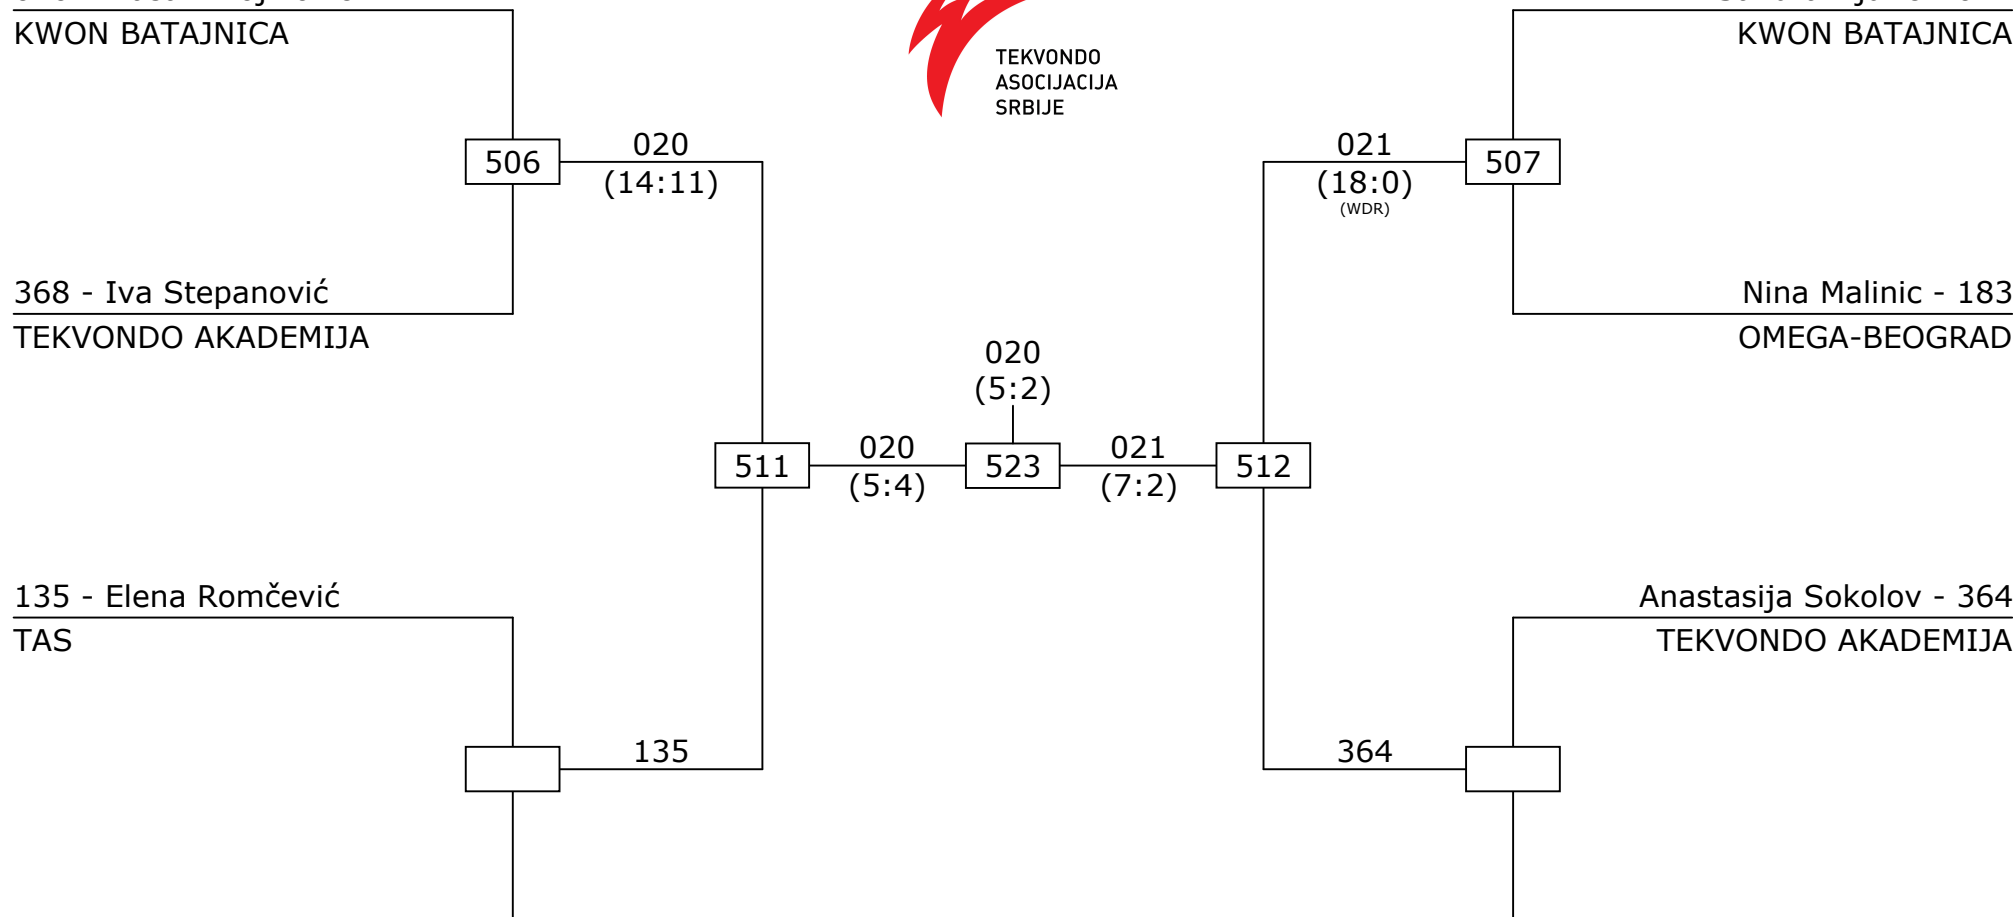 KWON BATAJNICA
KWON BATAJNICA
TEKVONDO
ASOCIJACIJA
SRBIJE
506
020
(14:11)
021
(18:0)
(WDR)
507
368 - Iva Stepanović
TEKVONDO AKADEMIJA
Nina Malinic - 183
OMEGA-BEOGRAD
020
(5:2)
511
020
(5:4)
523
021
(7:2)
512
135 - Elena Romčević
TAS
Anastasija Sokolov - 364
TEKVONDO AKADEMIJA
135
364